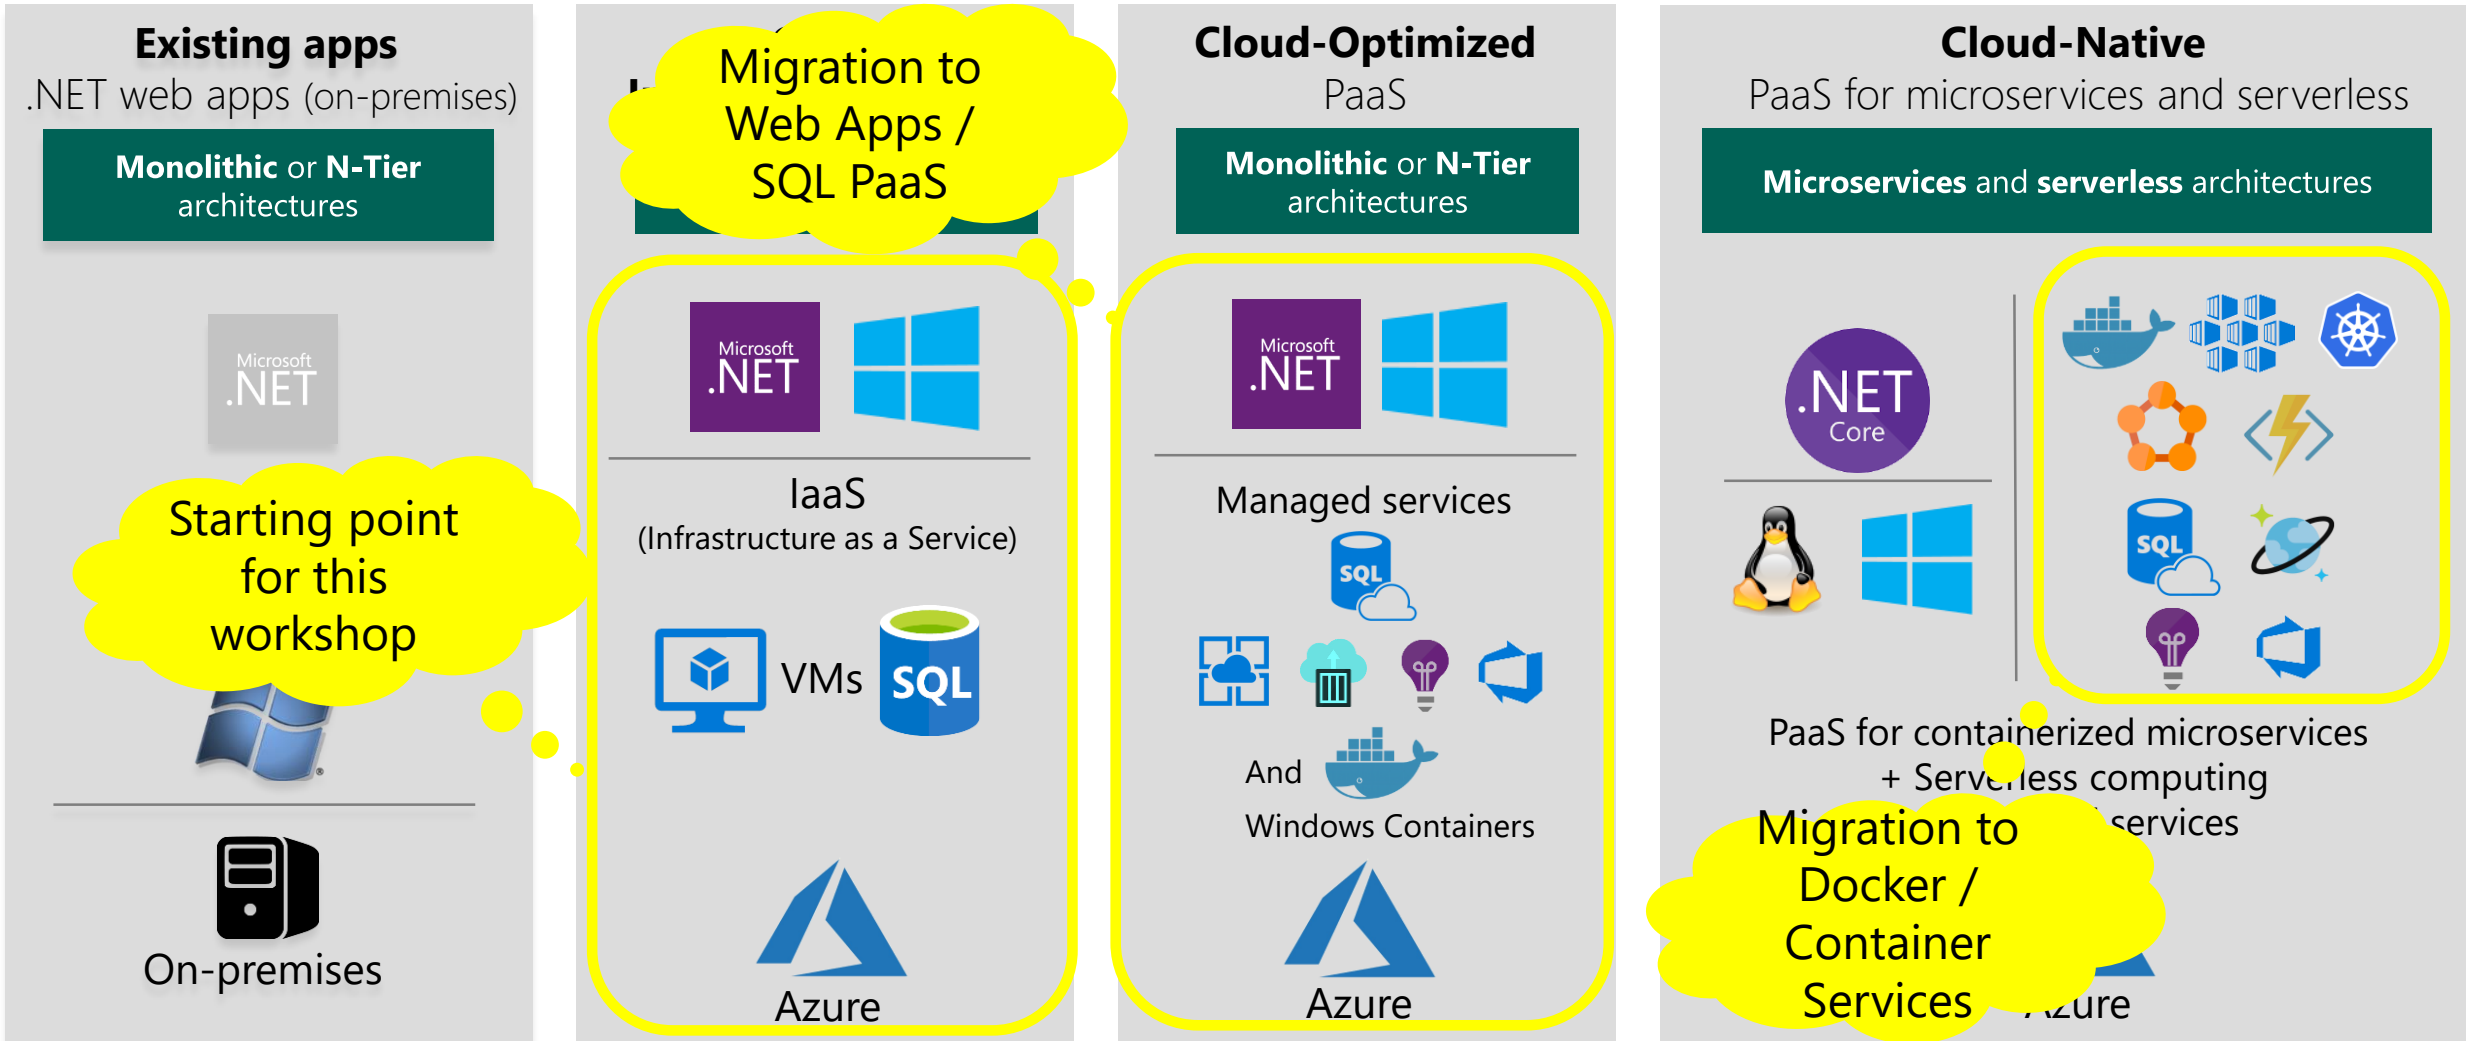 Existing apps
.NET web apps (on-premises)
Monolithic or N-Tier
architectures
Microsoft
.NET
Starting point
for this
workshop
On-premises
Migration to
Web Apps /
SQL PaaS
Microsoft
.NET
IaaS
(Infrastructure as a Service)
VMs
SQL
Azure
Cloud-Optimized
PaaS
Monolithic or N-Tier
architectures
Microsoft
.NET
Managed services
SQL
And
Windows Containers
Azure
Cloud-Native
PaaS for microservices and serverless
Microservices and serverless architectures
.NET
Core
SQL
PaaS for containerized microservices
+ Serverless computing
services
Migration to
Docker /
Container
Services
Azure